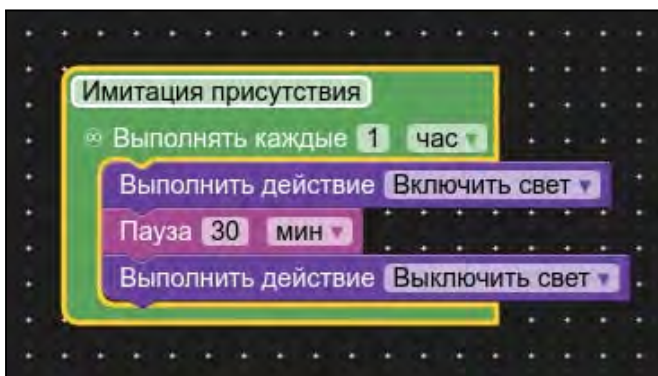 Имитация присутствия
Выполнять каждые 1 час
Выполнить действие Включить свет
Пауза 30 мин
Выполнить действие Выключить свет